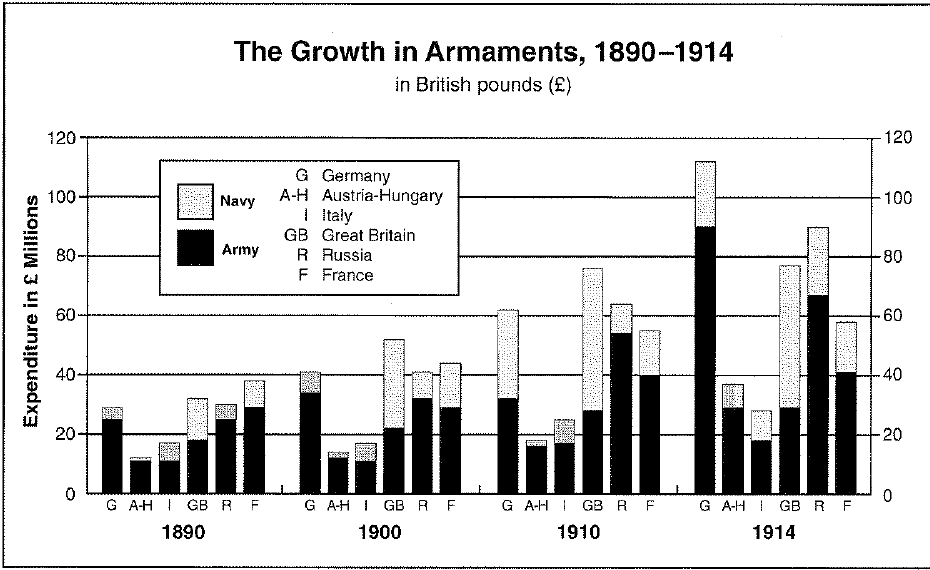 The Growth in Armaments, 1890–1914
in British pounds (£)
Expenditure in £ Millions
120
100
80
60
40
20
0
120
100
80
60
40
20
0
Navy
Army
G Germany
A-H Austria-Hungary
I Italy
GB Great Britain
R Russia
F France
G A-H I GB R F
G A-H I GB R F
G A-H I GB R F
G A-H I GB R F
1890 1900 1910 1914